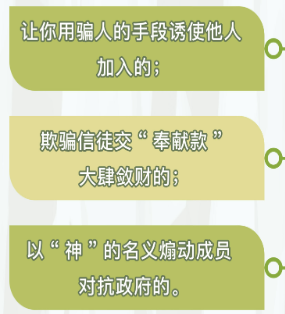 让你用骗人的手段诱使他人
加入的；
欺骗信徒交“奉献款”
大肆敛财的；
以“神”的名义煽动成员
对抗政府的。